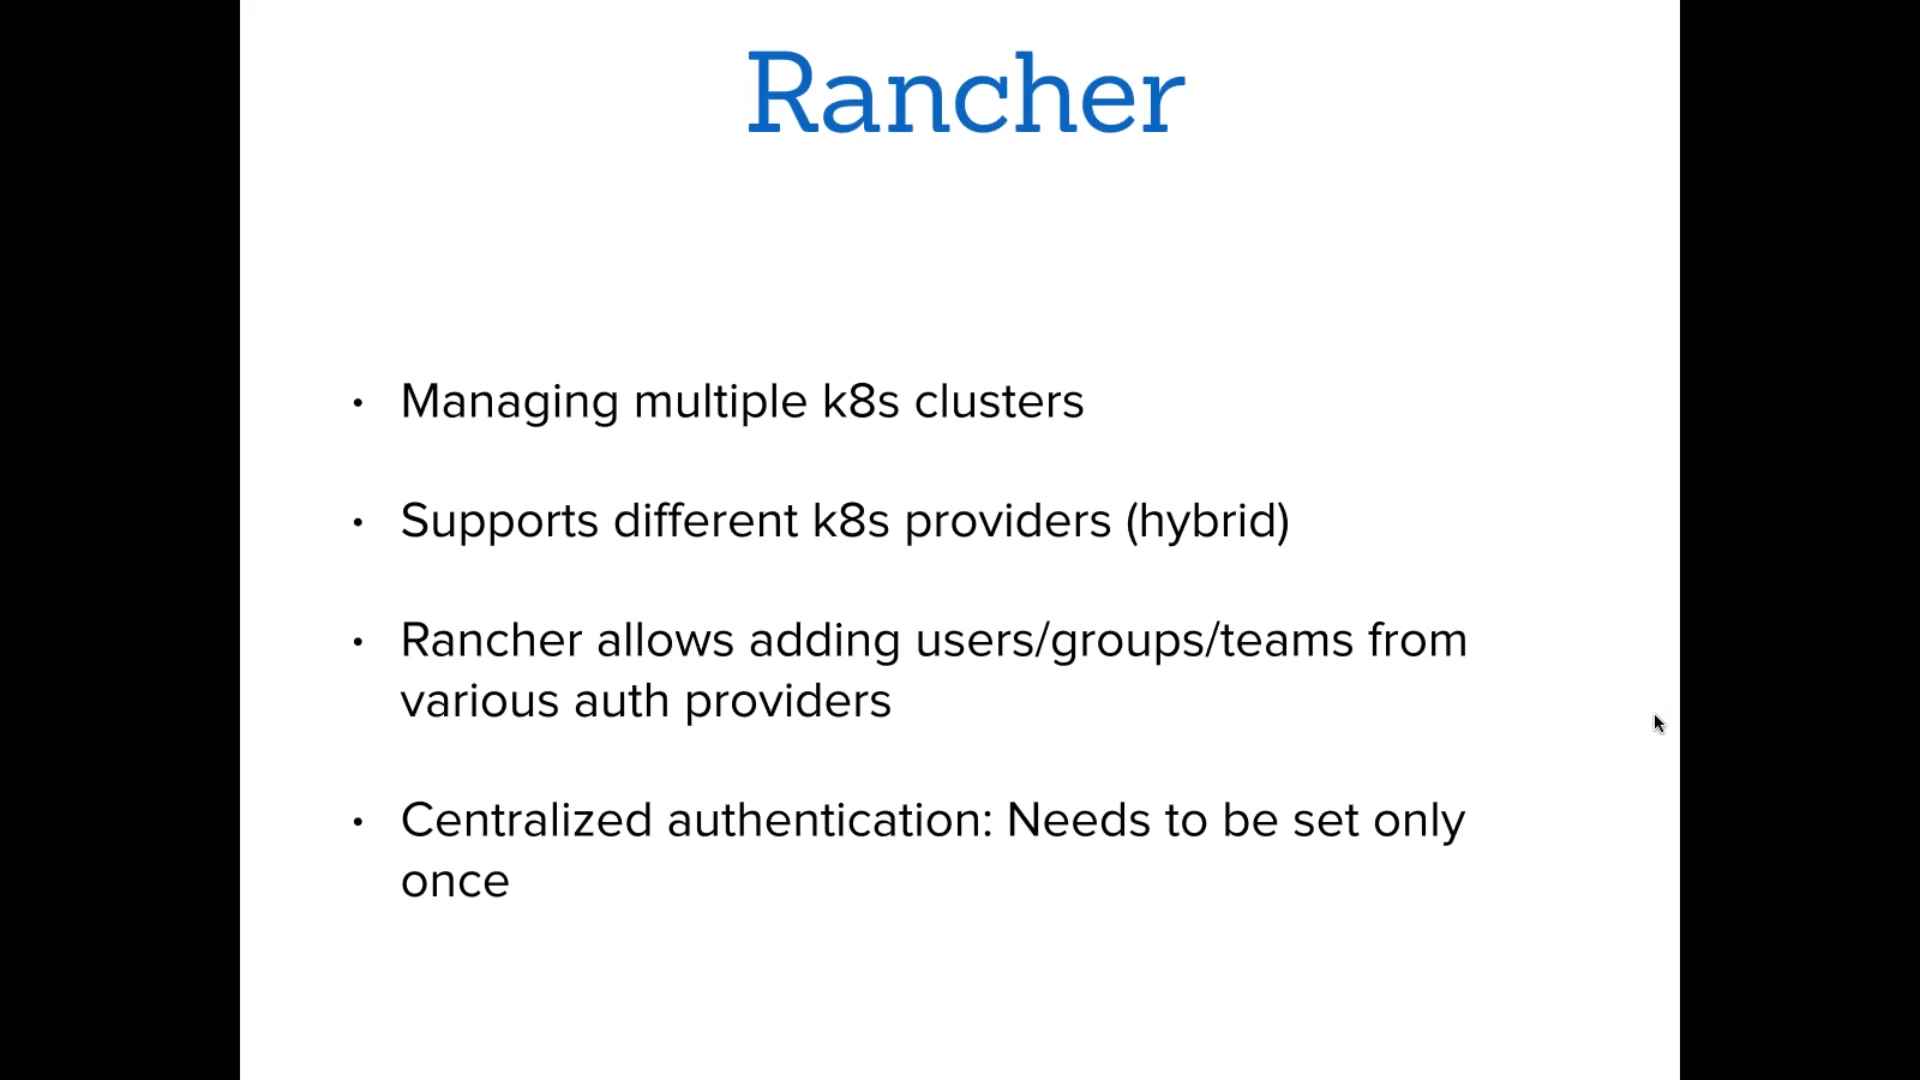 Rancher
• Managing multiple k8s clusters
• Supports different k8s providers (hybrid)
• Rancher allows adding users/groups/teams from
various auth providers
• Centralized authentication: Needs to be set only
once